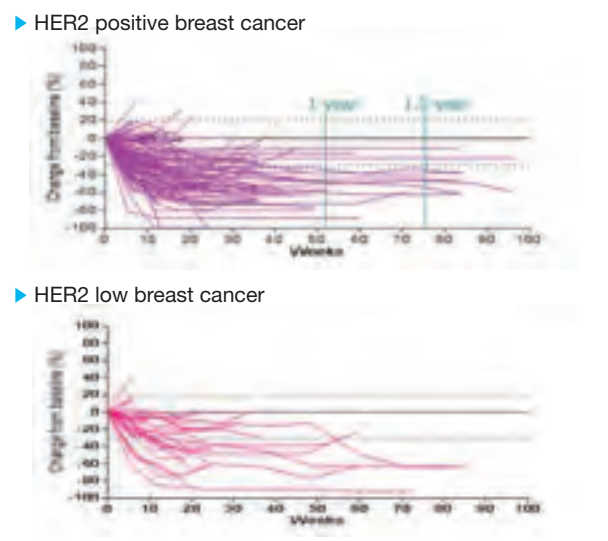 HER2 positive breast cancer
100
80
60
40
20
0
-20
-40
-60
-80
-100
Change from baseline (%)
1 year
1.5 year
0 10 20 30 40 50 60 70 80 90 100
Weeks
HER2 low breast cancer
100
80
60
40
20
0
-20
-40
-60
-80
-100
Change from baseline (%)
0 10 20 30 40 50 60 70 80 90 100
Weeks